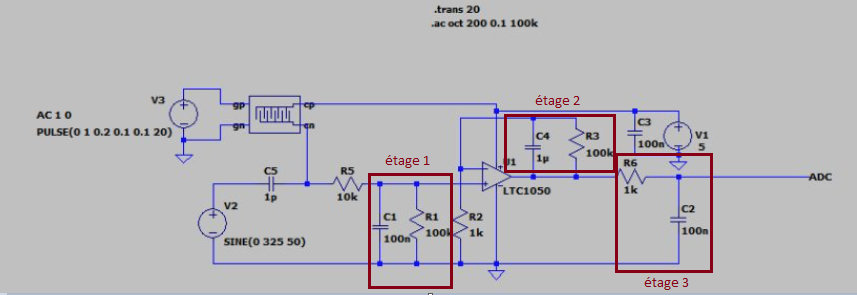 .trans 20
.ac oct 200 0.1 100k
étage 2
V3
gp
cp
AC 1 0
PULSE(0 1 0.2 0.1 0.1 20)
gn
cn
C4
1µ
R3
100k
C3
100n
V1
5
étage 1
U1
C5
1p
R5
10k
LTC1050
R6
1k
ADC
V2
SINE(0 325 50)
C1
100n
R1
100k
R2
1k
C2
100n
étage 3